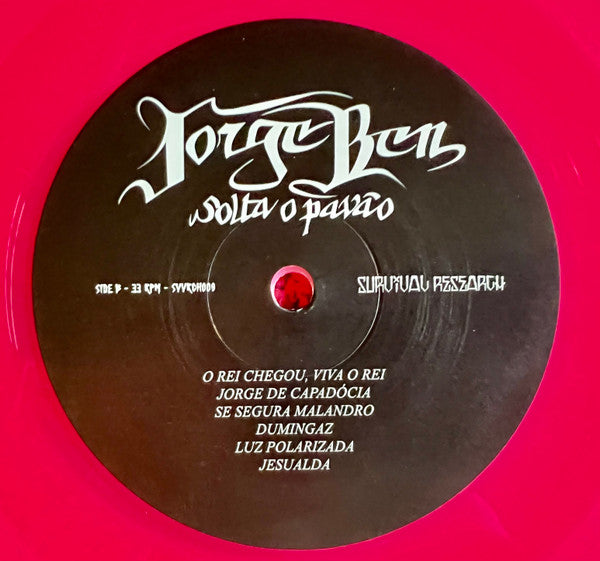 Jorge Ben
Solta o pavão
SIDE B - 33 RPM - SVVRCH009
SURVIVAL RESEARCH
O REI CHEGOU, VIVA O REI
JORGE DE CAPADÓCIA
SE SEGURA MALANDRO
DUMINGAZ
LUZ POLARIZADA
JESUALDA